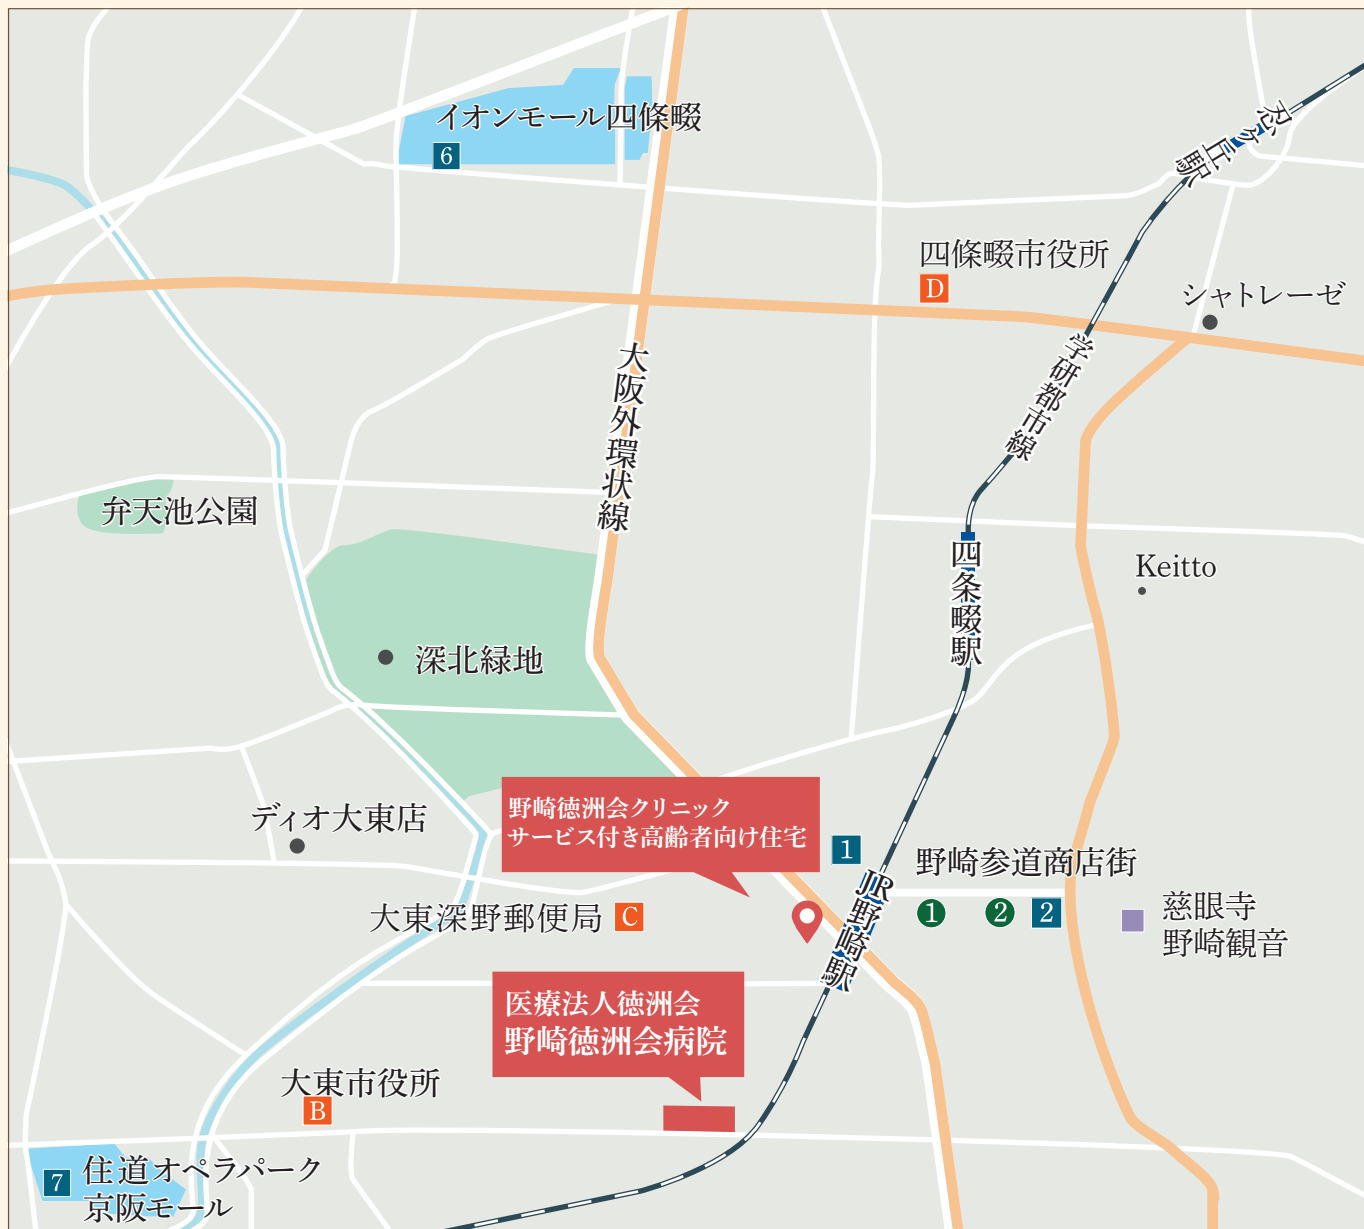 イオンモール四條畷
6
忍ヶ丘駅
四條畷市役所
D
シャトレーゼ
学研都市線
大阪外環状線
弁天池公園
四条畷駅
Keitto
深北緑地
野崎徳洲会クリニック
サービス付き高齢者向け住宅
ディオ大東店
1
野崎参道商店街
JR野崎駅
1
2
2
大東深野郵便局
C
慈眼寺
野崎観音
医療法人徳洲会
野崎徳洲会病院
大東市役所
B
7
住道オペラパーク
京阪モール